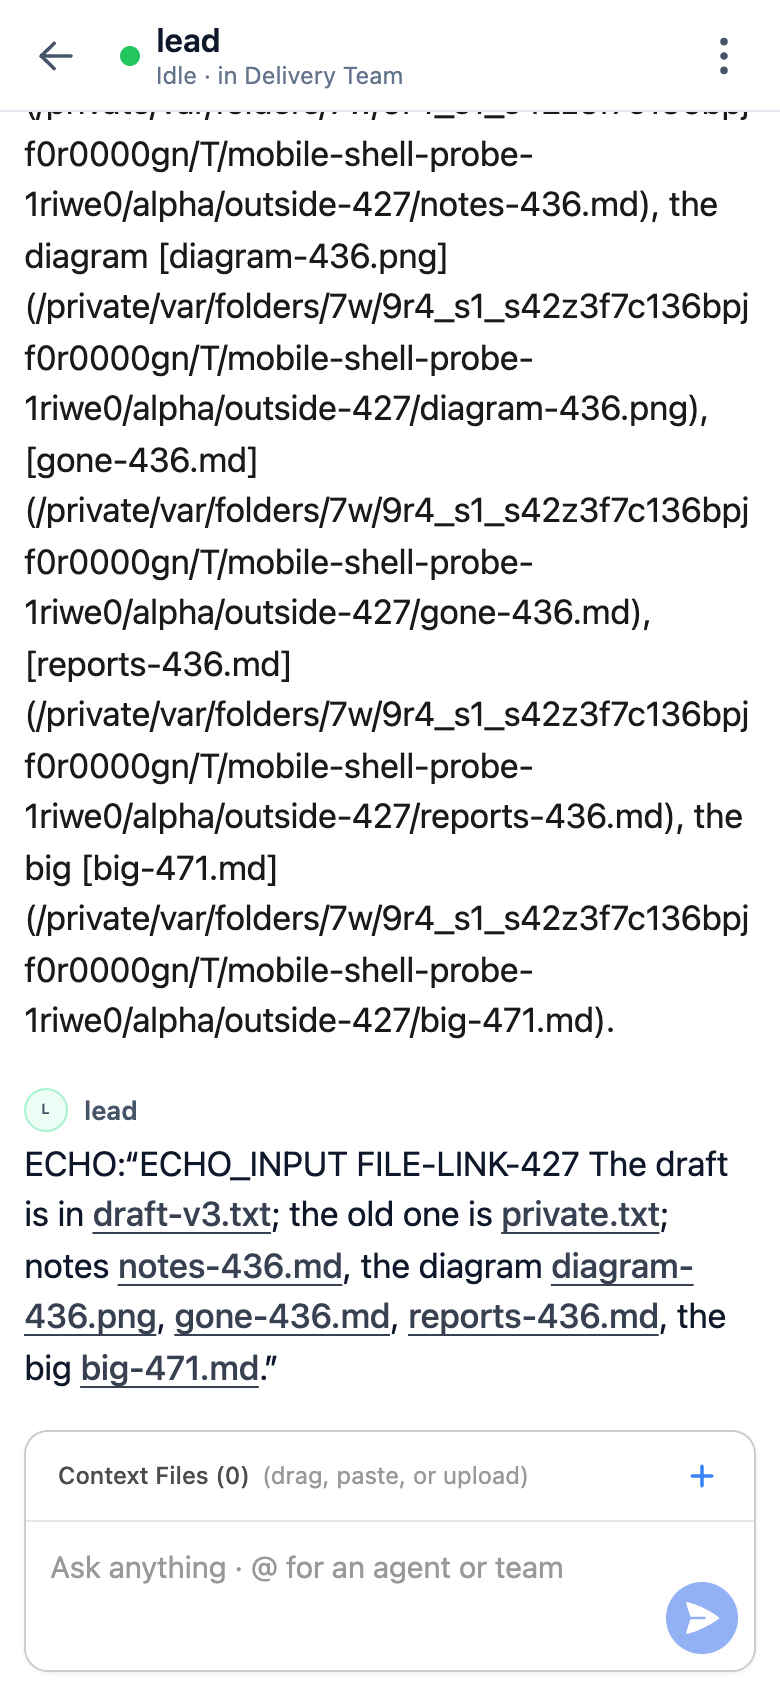 lead
Idle · in Delivery Team
f0r0000gn/T/mobile-shell-probe-
1riwe0/alpha/outside-427/notes-436.md), the
diagram [diagram-436.png]
(/private/var/folders/7w/9r4_s1_s42z3f7c136bpj
f0r0000gn/T/mobile-shell-probe-
1riwe0/alpha/outside-427/diagram-436.png),
[gone-436.md]
(/private/var/folders/7w/9r4_s1_s42z3f7c136bpj
f0r0000gn/T/mobile-shell-probe-
1riwe0/alpha/outside-427/gone-436.md),
[reports-436.md]
(/private/var/folders/7w/9r4_s1_s42z3f7c136bpj
f0r0000gn/T/mobile-shell-probe-
1riwe0/alpha/outside-427/reports-436.md), the
big [big-471.md]
(/private/var/folders/7w/9r4_s1_s42z3f7c136bpj
f0r0000gn/T/mobile-shell-probe-
1riwe0/alpha/outside-427/big-471.md).
L lead
ECHO:“ECHO_INPUT FILE-LINK-427 The draft
is in draft-v3.txt; the old one is private.txt;
notes notes-436.md, the diagram diagram-
436.png, gone-436.md, reports-436.md, the
big big-471.md.”
Context Files (0) (drag, paste, or upload)
Ask anything · @ for an agent or team